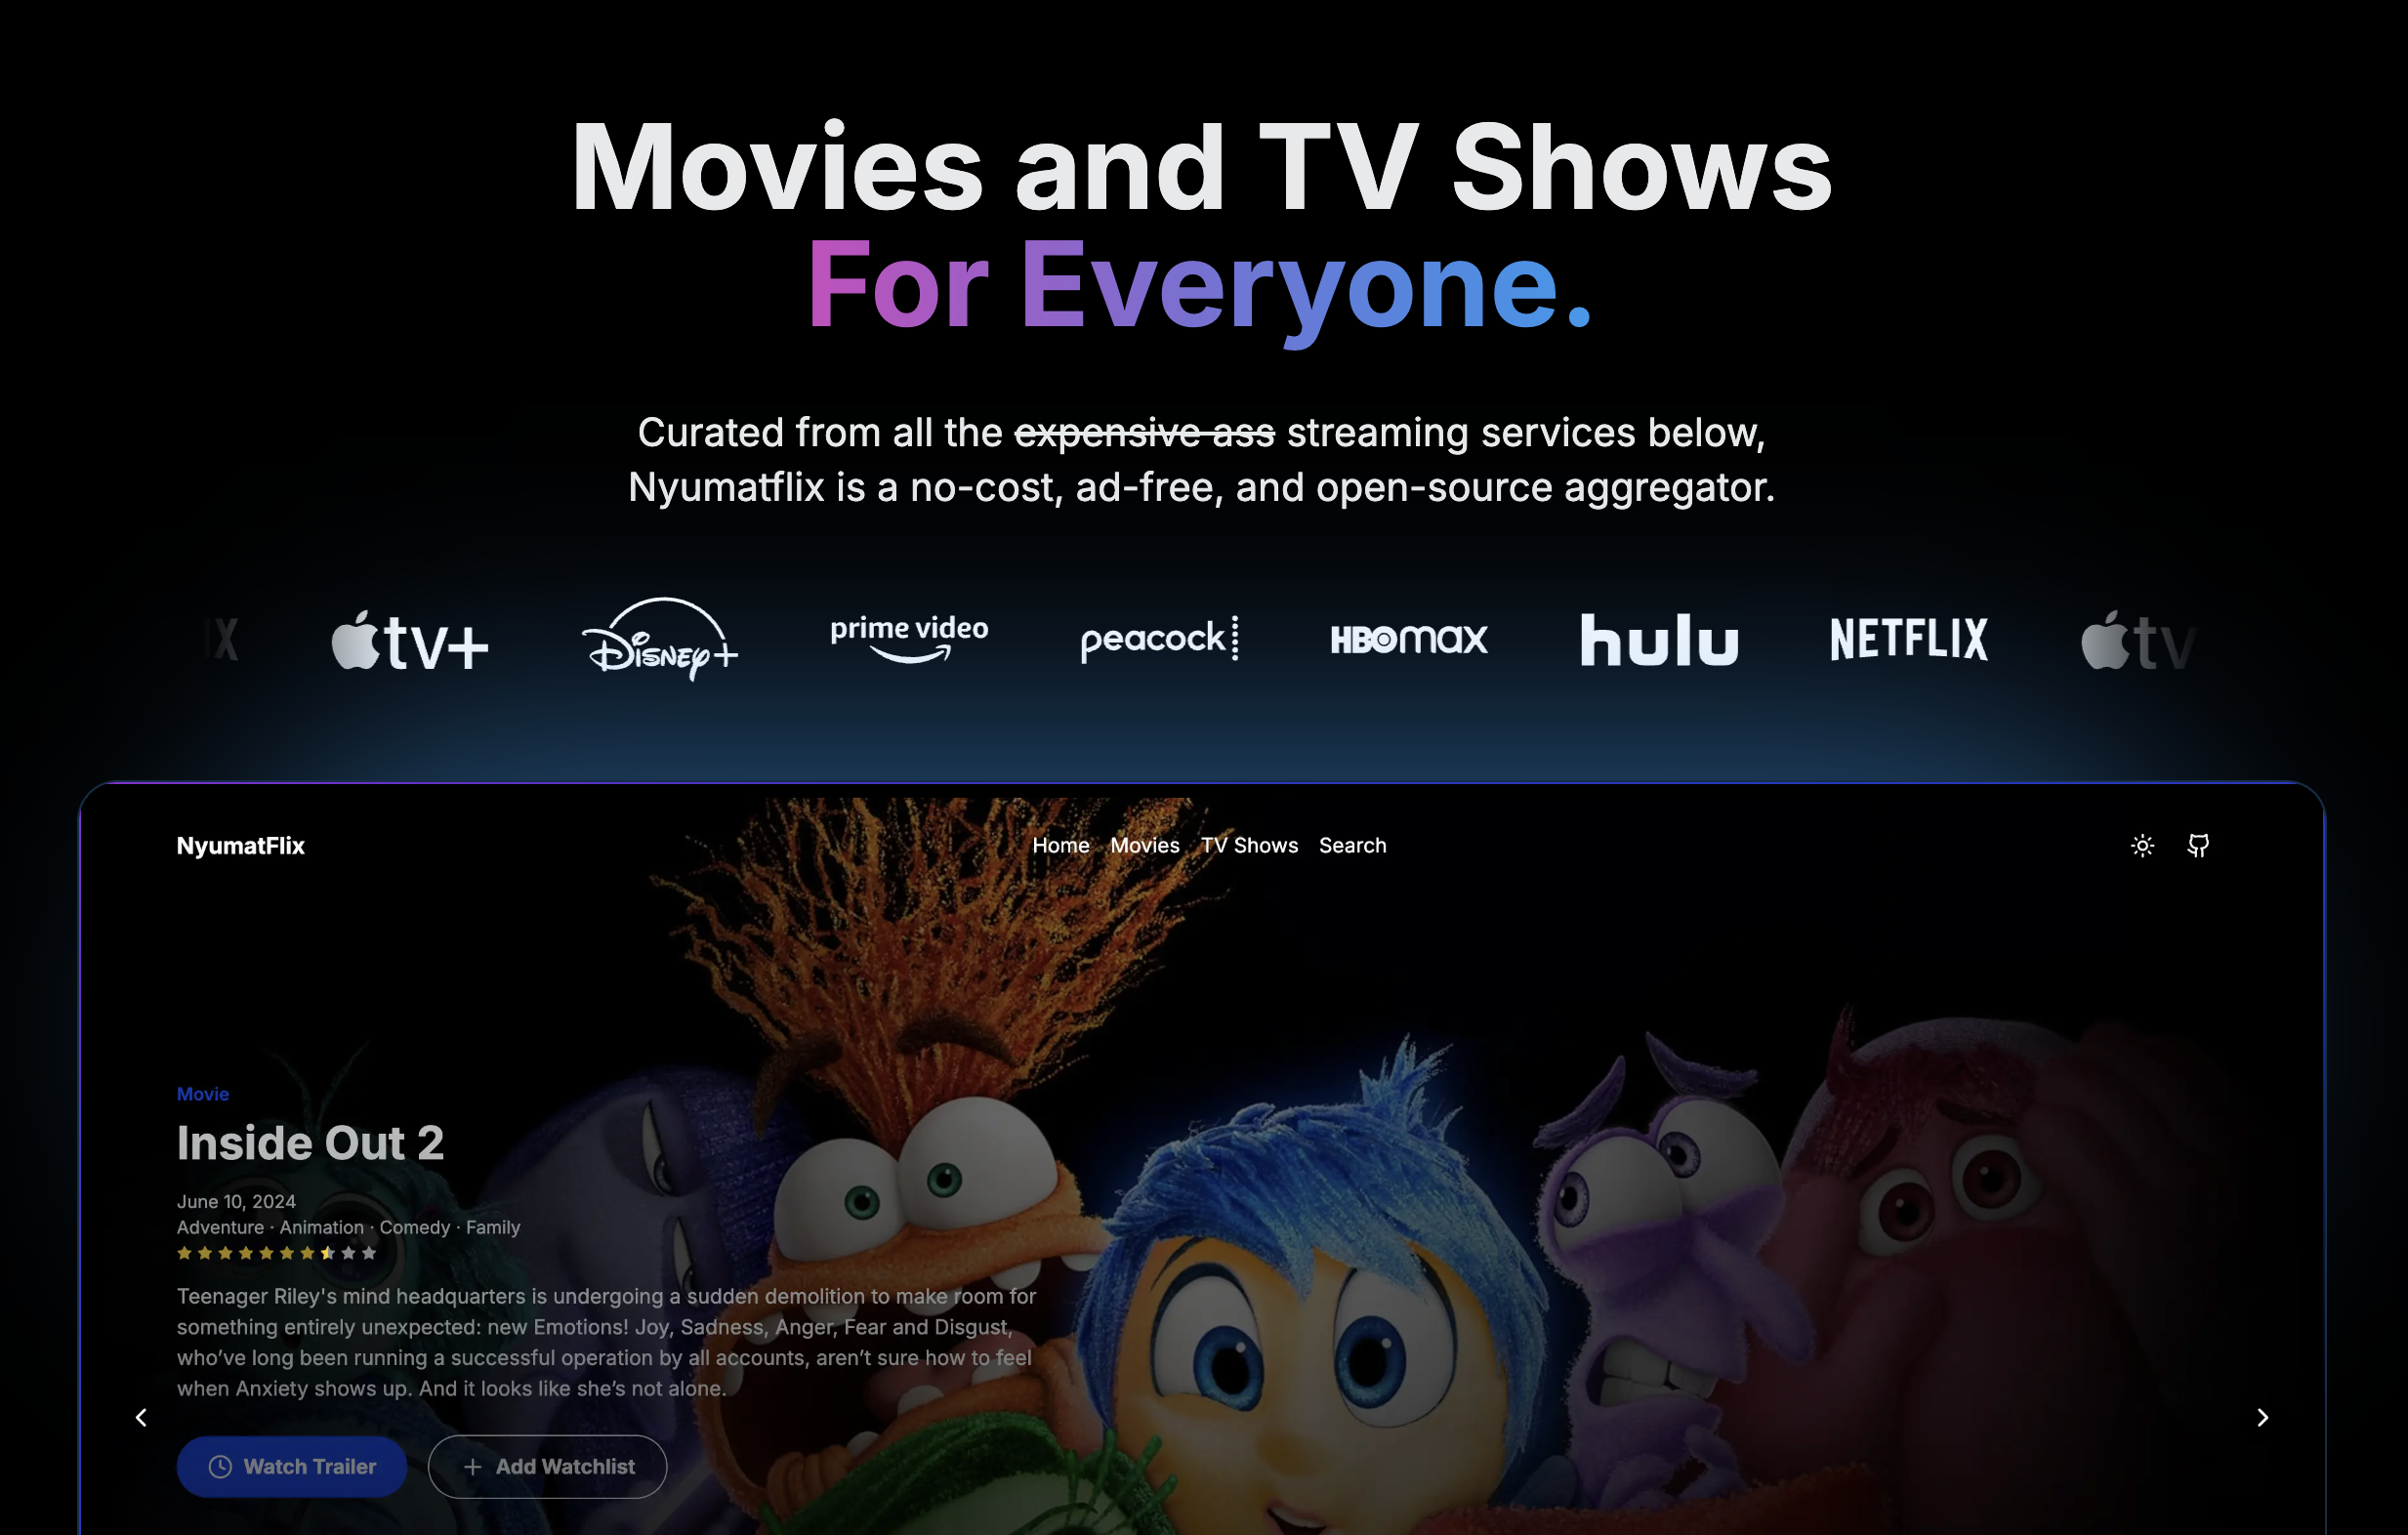 Movies and TV Shows
For Everyone.
Curated from all the expensive ass streaming services below,
Nyumatflix is a no-cost, ad-free, and open-source aggregator.
IX tv+ Disney+ prime video peacock HBOmax hulu NETFLIX tv
NyumatFlix Home Movies TV Shows Search
Movie
Inside Out 2
June 10, 2024
Adventure · Animation · Comedy · Family
Teenager Riley's mind headquarters is undergoing a sudden demolition to make room for
something entirely unexpected: new Emotions! Joy, Sadness, Anger, Fear and Disgust,
who’ve long been running a successful operation by all accounts, aren’t sure how to feel
when Anxiety shows up. And it looks like she’s not alone.
Watch Trailer + Add Watchlist